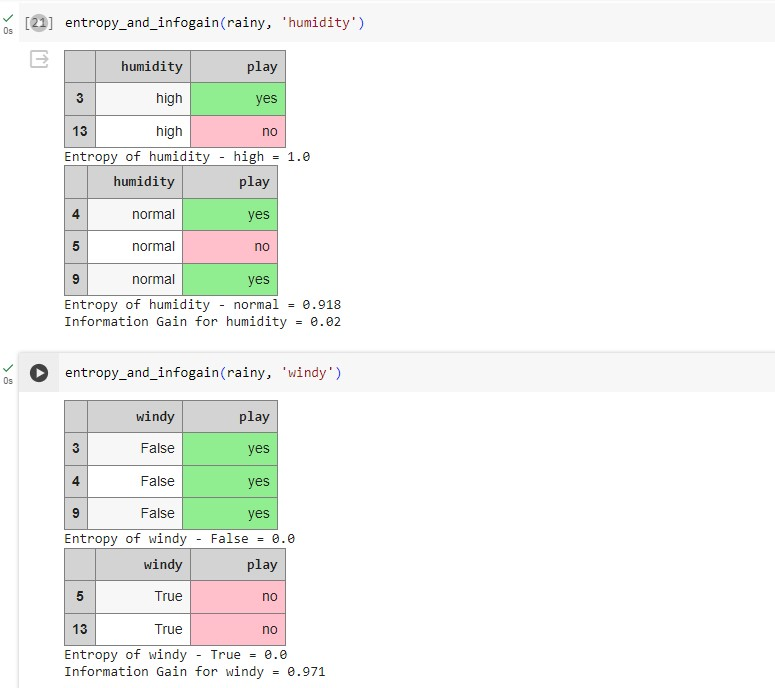 [21] entropy_and_infogain(rainy, 'humidity')
0s
humidity play
3 high yes
13 high no
Entropy of humidity - high = 1.0
humidity play
4 normal yes
5 normal no
9 normal yes
Entropy of humidity - normal = 0.918
Information Gain for humidity = 0.02
entropy_and_infogain(rainy, 'windy')
0s
windy play
3 False yes
4 False yes
9 False yes
Entropy of windy - False = 0.0
windy play
5 True no
13 True no
Entropy of windy - True = 0.0
Information Gain for windy = 0.971